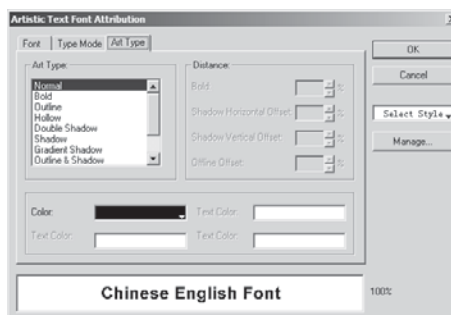 Artistic Text Font Attribution
Font Type Mode Art Type
Art Type:
Normal
Bold
Outline
Hollow
Double Shadow
Shadow
Gradient Shadow
Outline & Shadow
Distance:
Bold: %
Shadow Horizontal Offset: %
Shadow Vertical Offset: %
Offline Offset: %
Color: Text Color:
Text Color: Text Color:
OK
Cancel
Select Style
Manage...
Chinese English Font
100%